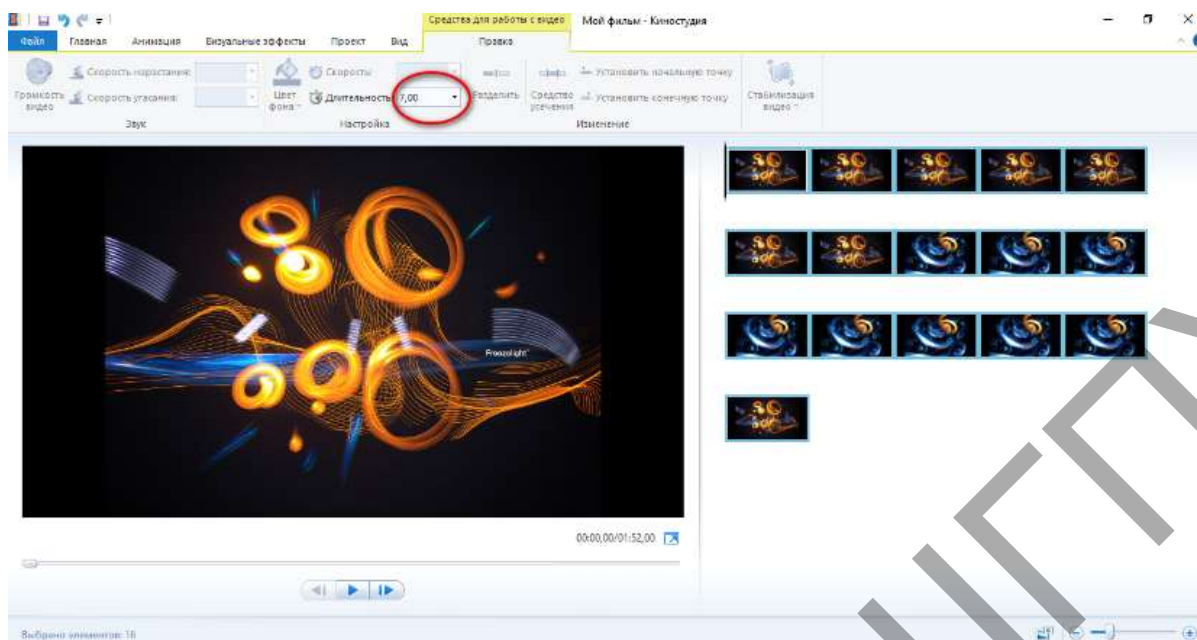 Средства для работы с видео Мой фильм - Киностудия
Файл Главная Анимация Визуальные эффекты Проект Вид Правка
Громкость видео
Скорость нарастания:
Скорость угасания:
Звук
Цвет фона
Скорость:
Длительность: 7,00
Настройка
Разделить
Средство усечения
Установить начальную точку
Установить конечную точку
Изменение
Стабилизация видео
Freezelight
00:00,00/01:52,00
Выбрано элементов: 16